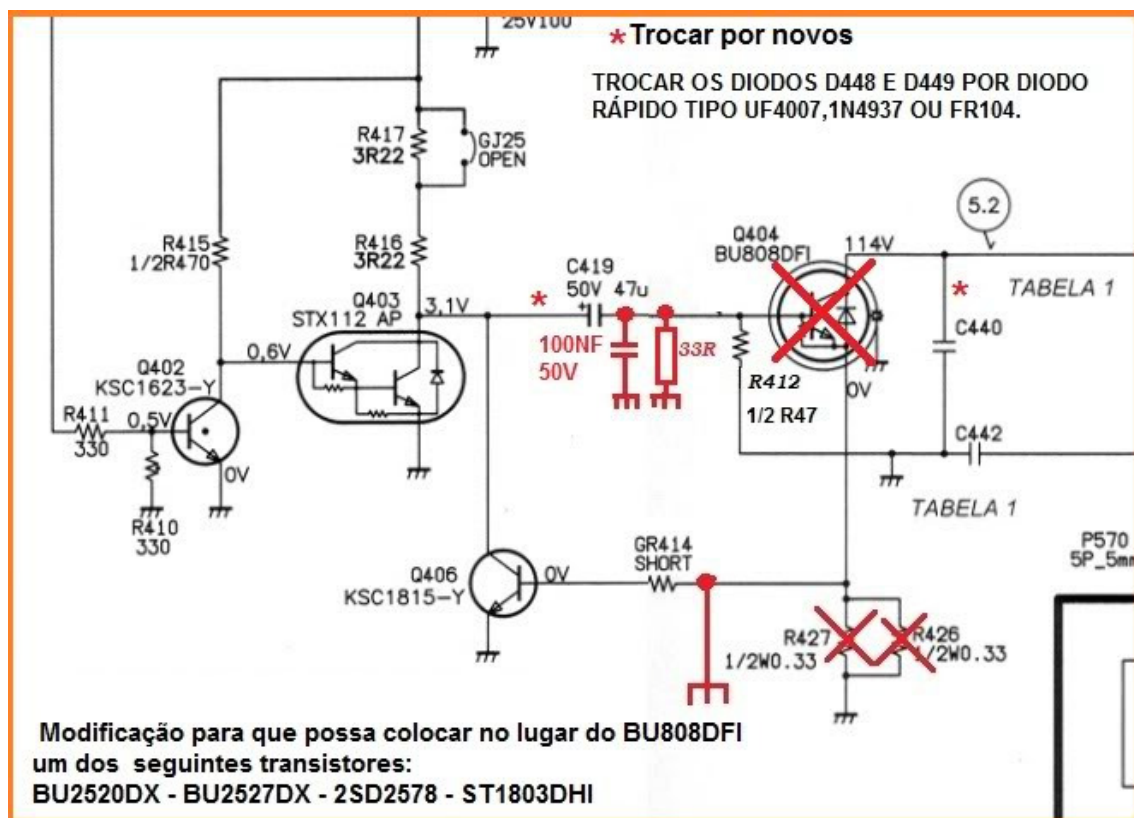 25V100
* Trocar por novos
TROCAR OS DIODOS D448 E D449 POR DIODO
RÁPIDO TIPO UF4007,1N4937 OU FR104.
R417
3R22
GJ25
OPEN
R415
1/2R470
R416
3R22
Q404
BU808DFI
114V
5.2
C419
50V 47u
+
*
Q403
STX112 AP
3,1V
*
TABELA 1
100NF
50V
33R
C440
Q402
KSC1623-Y
0,6V
R412
1/2 R47
0V
R411
330
0,5V
0V
C442
TABELA 1
R410
330
Q406
KSC1815-Y
0V
GR414
SHORT
P570
5P_5mm
R427
1/2W0.33
R426
1/2W0.33
Modificação para que possa colocar no lugar do BU808DFI
um dos seguintes transistores:
BU2520DX - BU2527DX - 2SD2578 - ST1803DHI